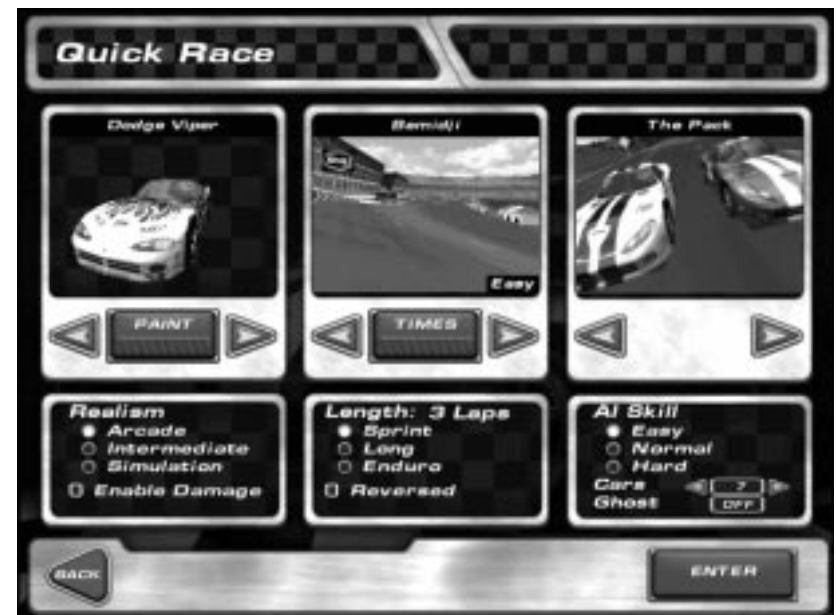 Quick Race
Dodge Viper
Bemidji
The Pack
Easy
PAINT
TIMES
Realism
Arcade
Intermediate
Simulation
Enable Damage
Length: 3 Laps
Sprint
Long
Enduro
Reversed
AI Skill
Easy
Normal
Hard
Cars 7
Ghost OFF
BACK
ENTER